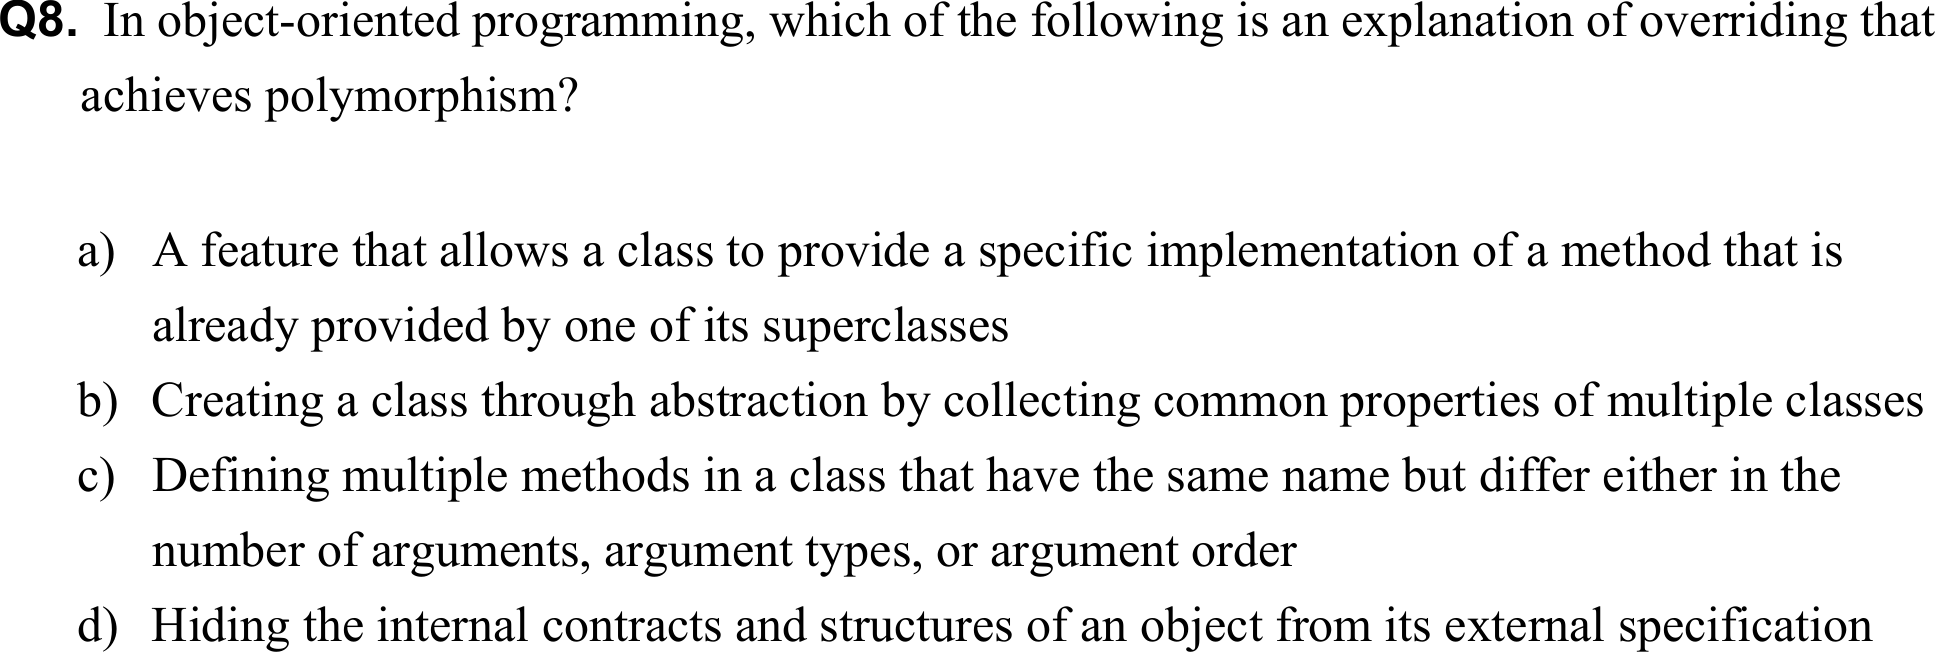 Q8. In object-oriented programming, which of the following is an explanation of overriding that
achieves polymorphism?
a) A feature that allows a class to provide a specific implementation of a method that is
already provided by one of its superclasses
b) Creating a class through abstraction by collecting common properties of multiple classes
c) Defining multiple methods in a class that have the same name but differ either in the
number of arguments, argument types, or argument order
d) Hiding the internal contracts and structures of an object from its external specification